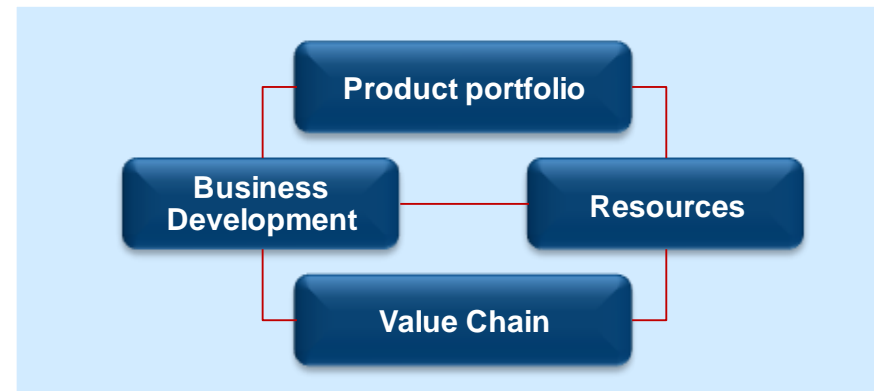 Product portfolio
Business
Development
Resources
Value Chain